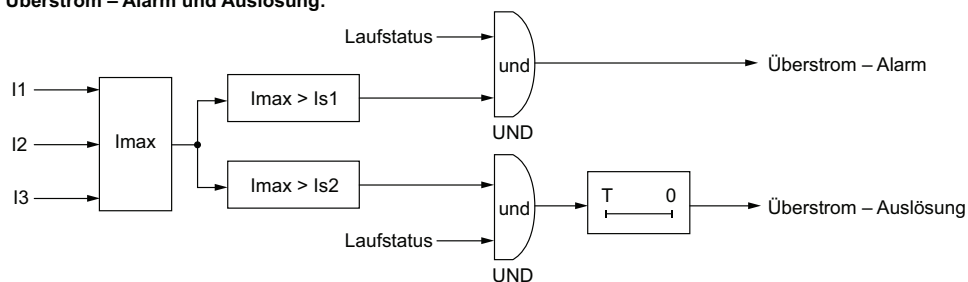 Überstrom – Alarm und Auslösung:
Laufstatus
und
UND
Überstrom – Alarm
I1
I2
I3
Imax
Imax > Is1
Imax > Is2
Laufstatus
und
UND
T 0
Überstrom – Auslösung